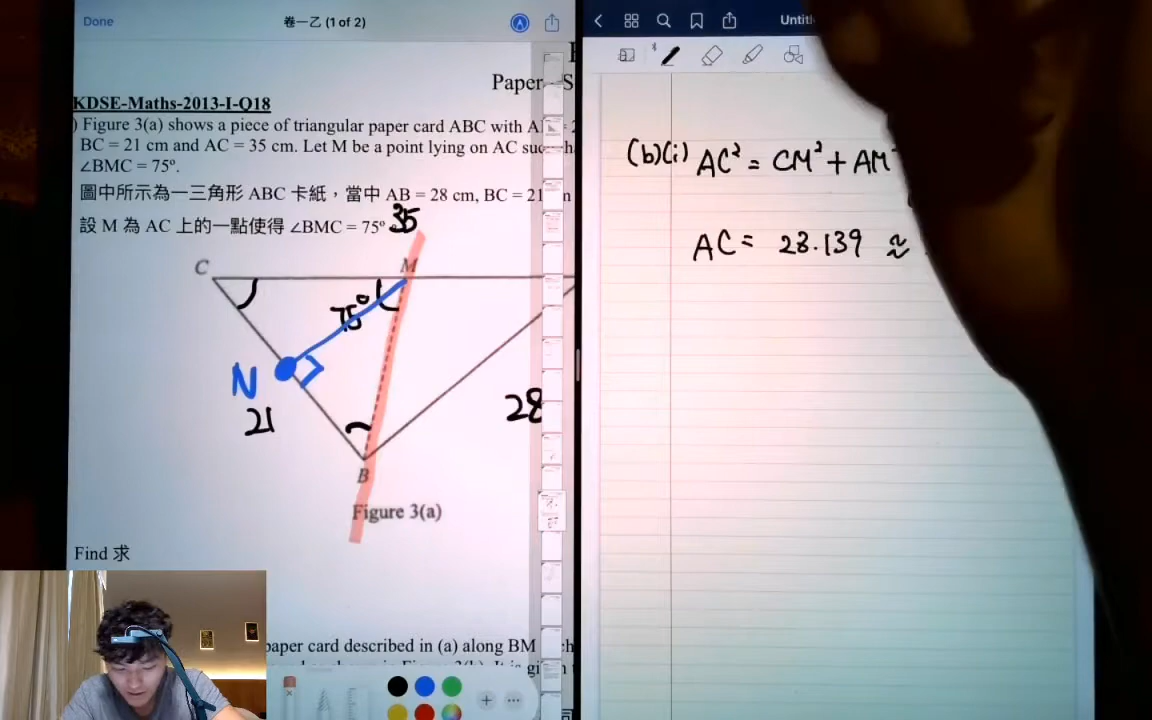 Done
卷一乙 (1 of 2)
Paper
KDSE-Maths-2013-I-Q18
) Figure 3(a) shows a piece of triangular paper card ABC with
BC = 21 cm and AC = 35 cm. Let M be a point lying on AC
∠BMC = 75°.
圖中所示為一三角形 ABC 卡紙，當中 AB = 28 cm, BC = 21
設 M 為 AC 上的一點使得 ∠BMC = 75°
35
C
M
75°
N
21
28
B
Figure 3(a)
Find 求
paper card described in (a) along BM
(b)(i) AC² = CM² + AM
AC = 28.139 ≈